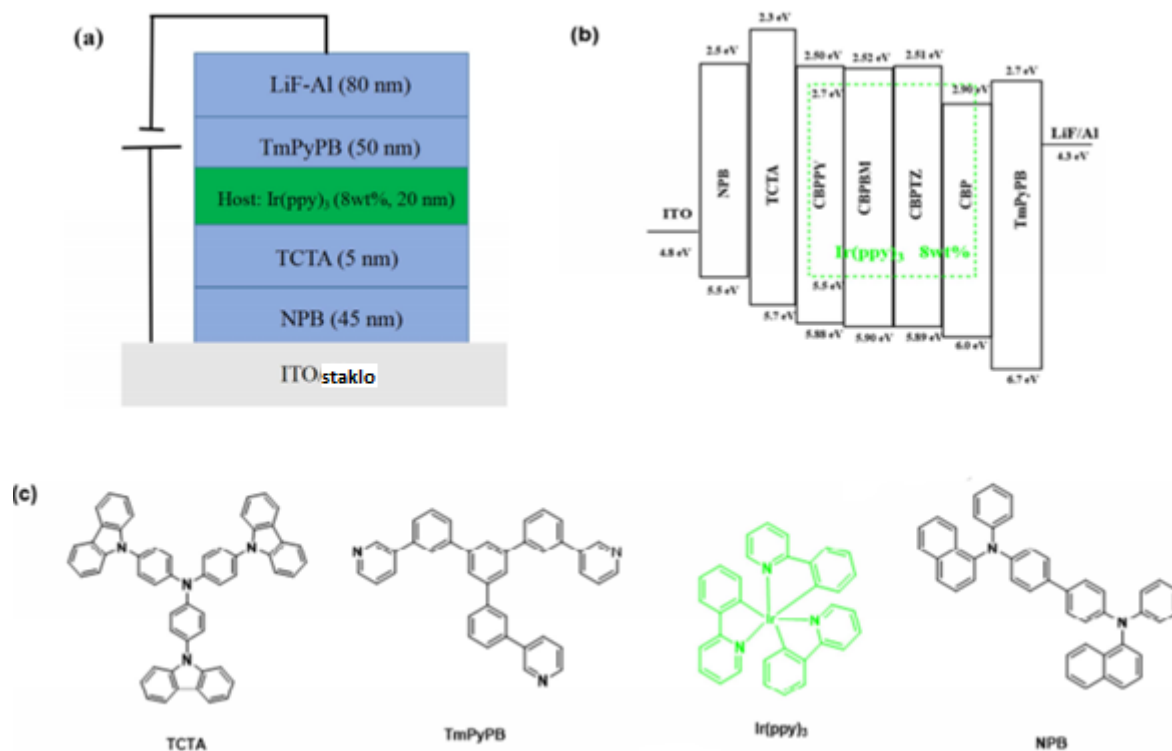 (a)
LiF-Al (80 nm)
TmPyPB (50 nm)
Host: Ir(ppy)3 (8wt%, 20 nm)
TCTA (5 nm)
NPB (45 nm)
ITO/staklo
(b)
2.3 eV
2.5 eV
2.50 eV
2.52 eV
2.51 eV
2.7 eV
2.7 eV
2.90 eV
LiF/Al
4.3 eV
NPB
TCTA
CBPPY
CBPBM
CBPTZ
CBP
TmPyPB
ITO
4.8 eV
Ir(ppy)3 8wt%
5.5 eV
5.5 eV
5.7 eV
5.88 eV
5.90 eV
5.89 eV
6.0 eV
6.7 eV
(c)
N
N
N
N
TCTA
N
N
N
TmPyPB
N
Ir
N
N
Ir(ppy)3
N
N
NPB